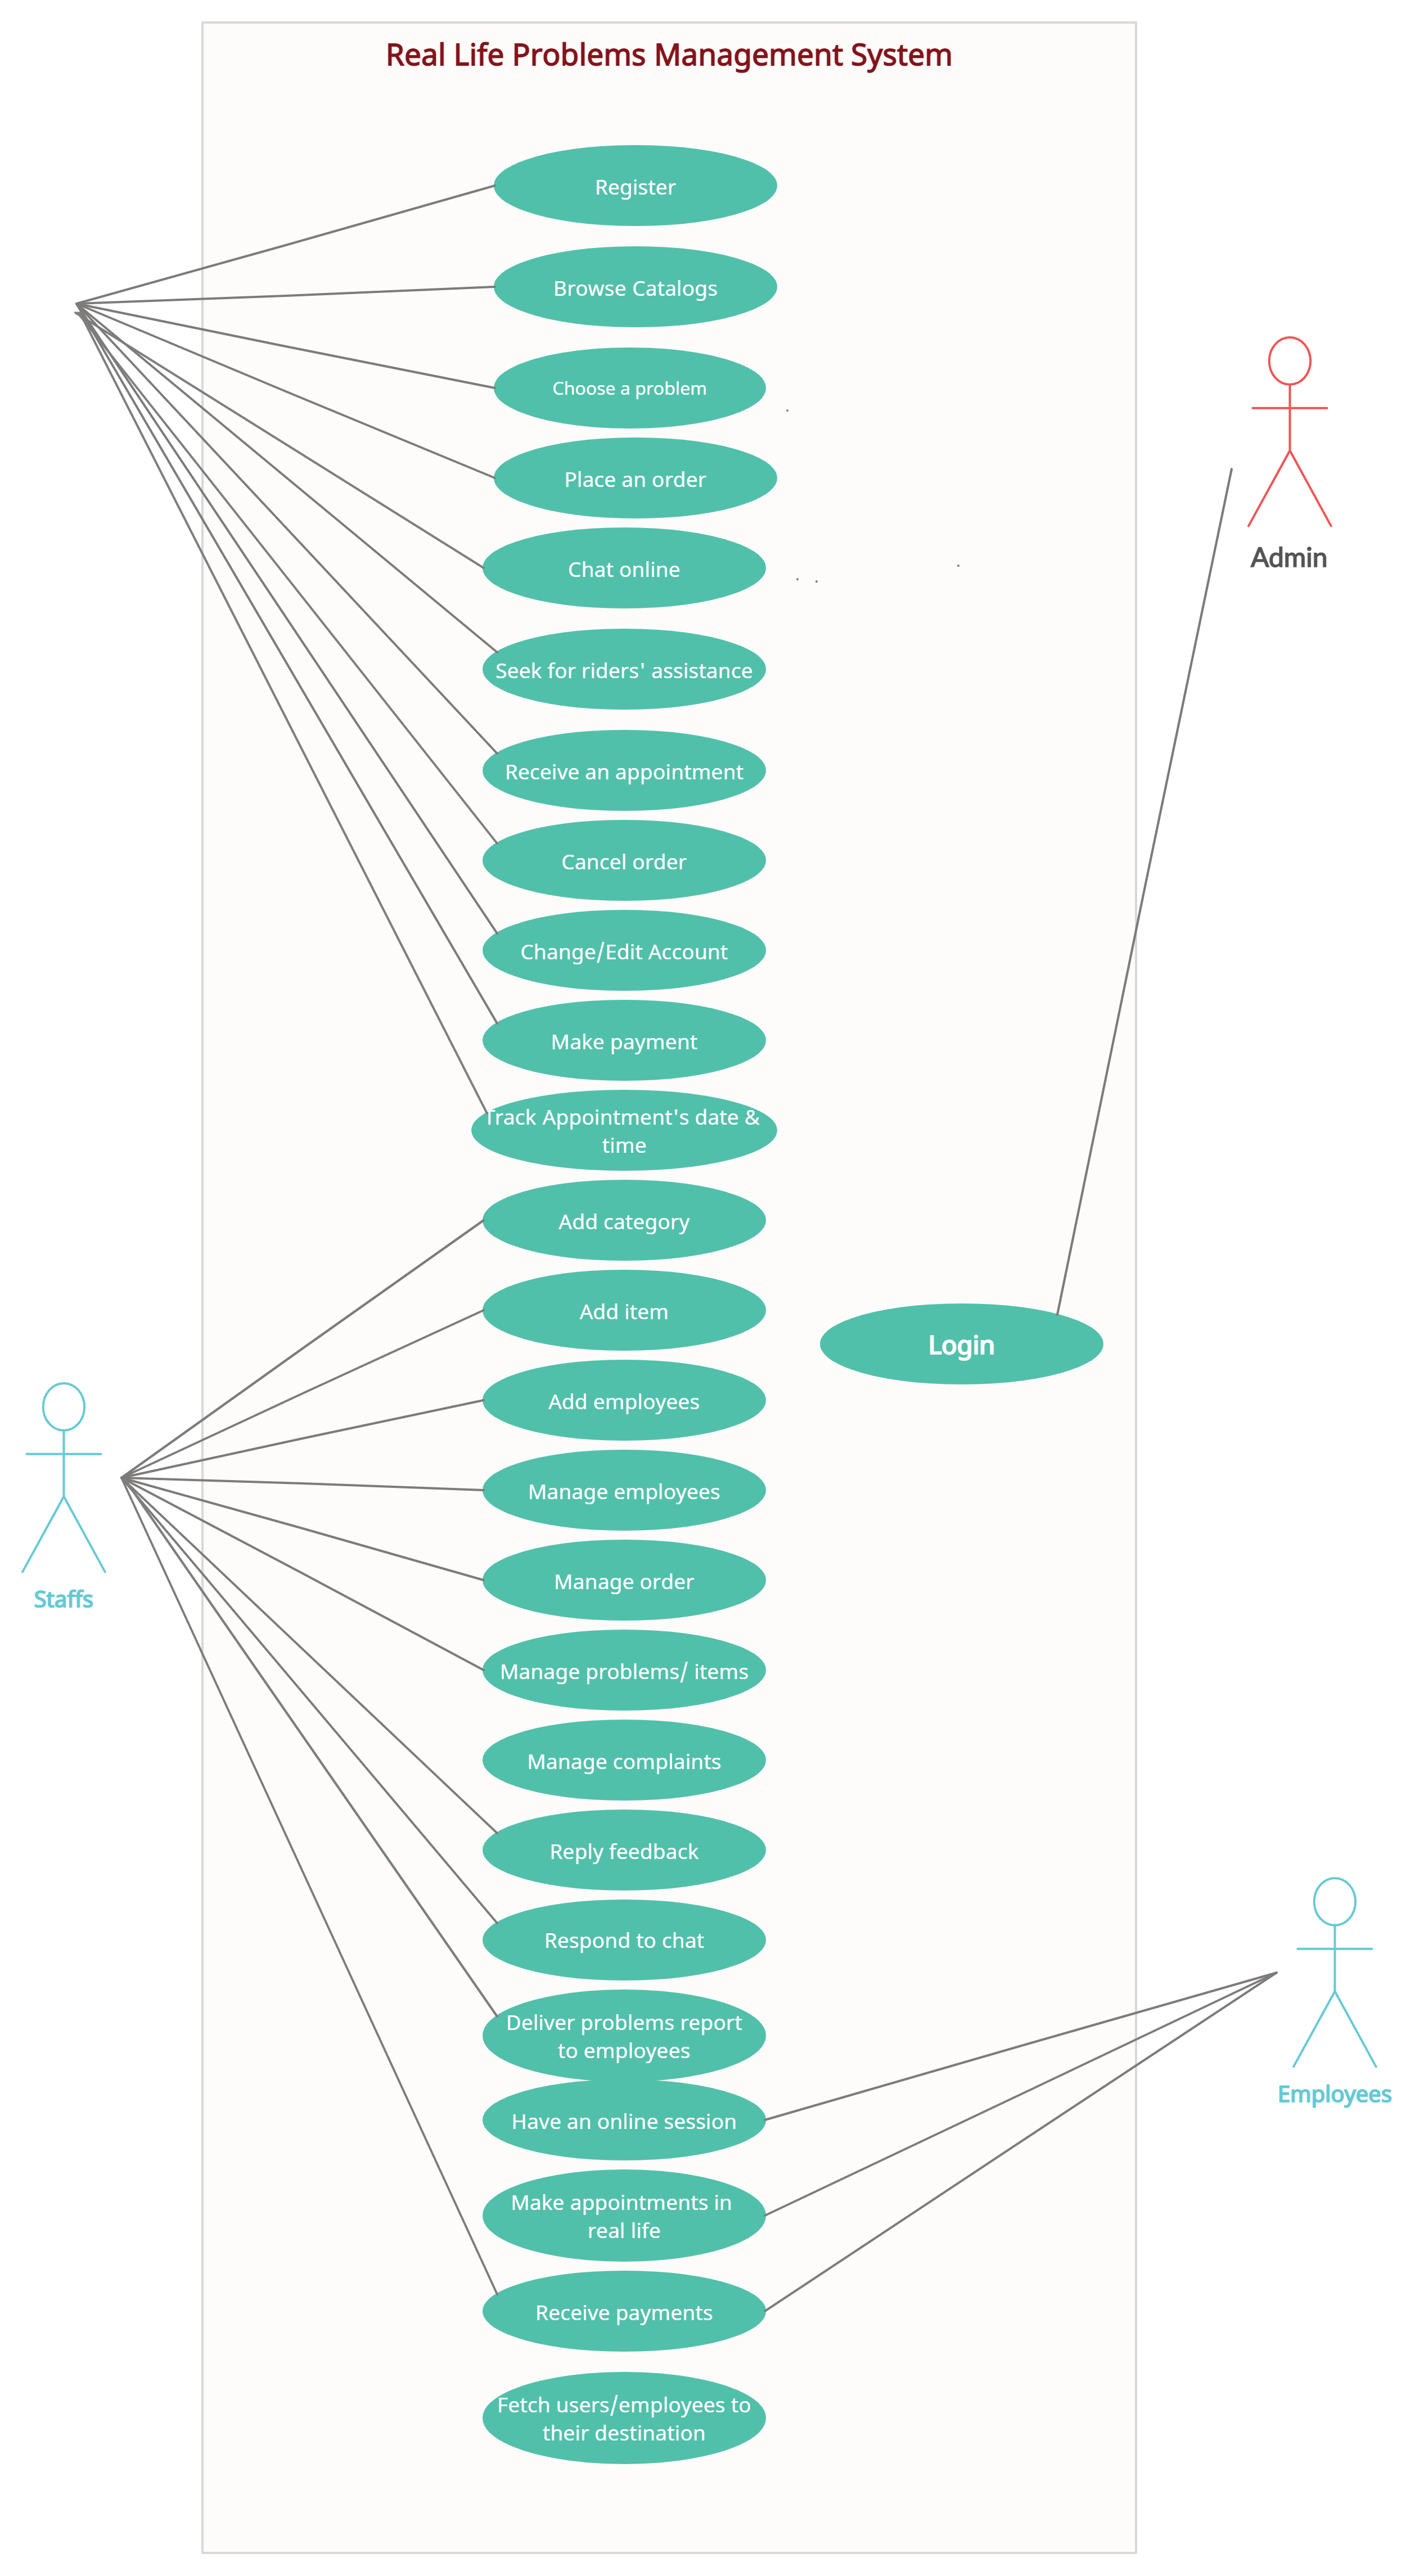 Real Life Problems Management System
Register
Browse Catalogs
Choose a problem
Place an order
Admin
Chat online
Seek for riders' assistance
Receive an appointment
Cancel order
Change/Edit Account
Make payment
Track Appointment's date &
time
Add category
Add item
Login
Add employees
Manage employees
Manage order
Staffs
Manage problems/ items
Manage complaints
Reply feedback
Respond to chat
Deliver problems report
to employees
Employees
Have an online session
Make appointments in
real life
Receive payments
Fetch users/employees to
their destination